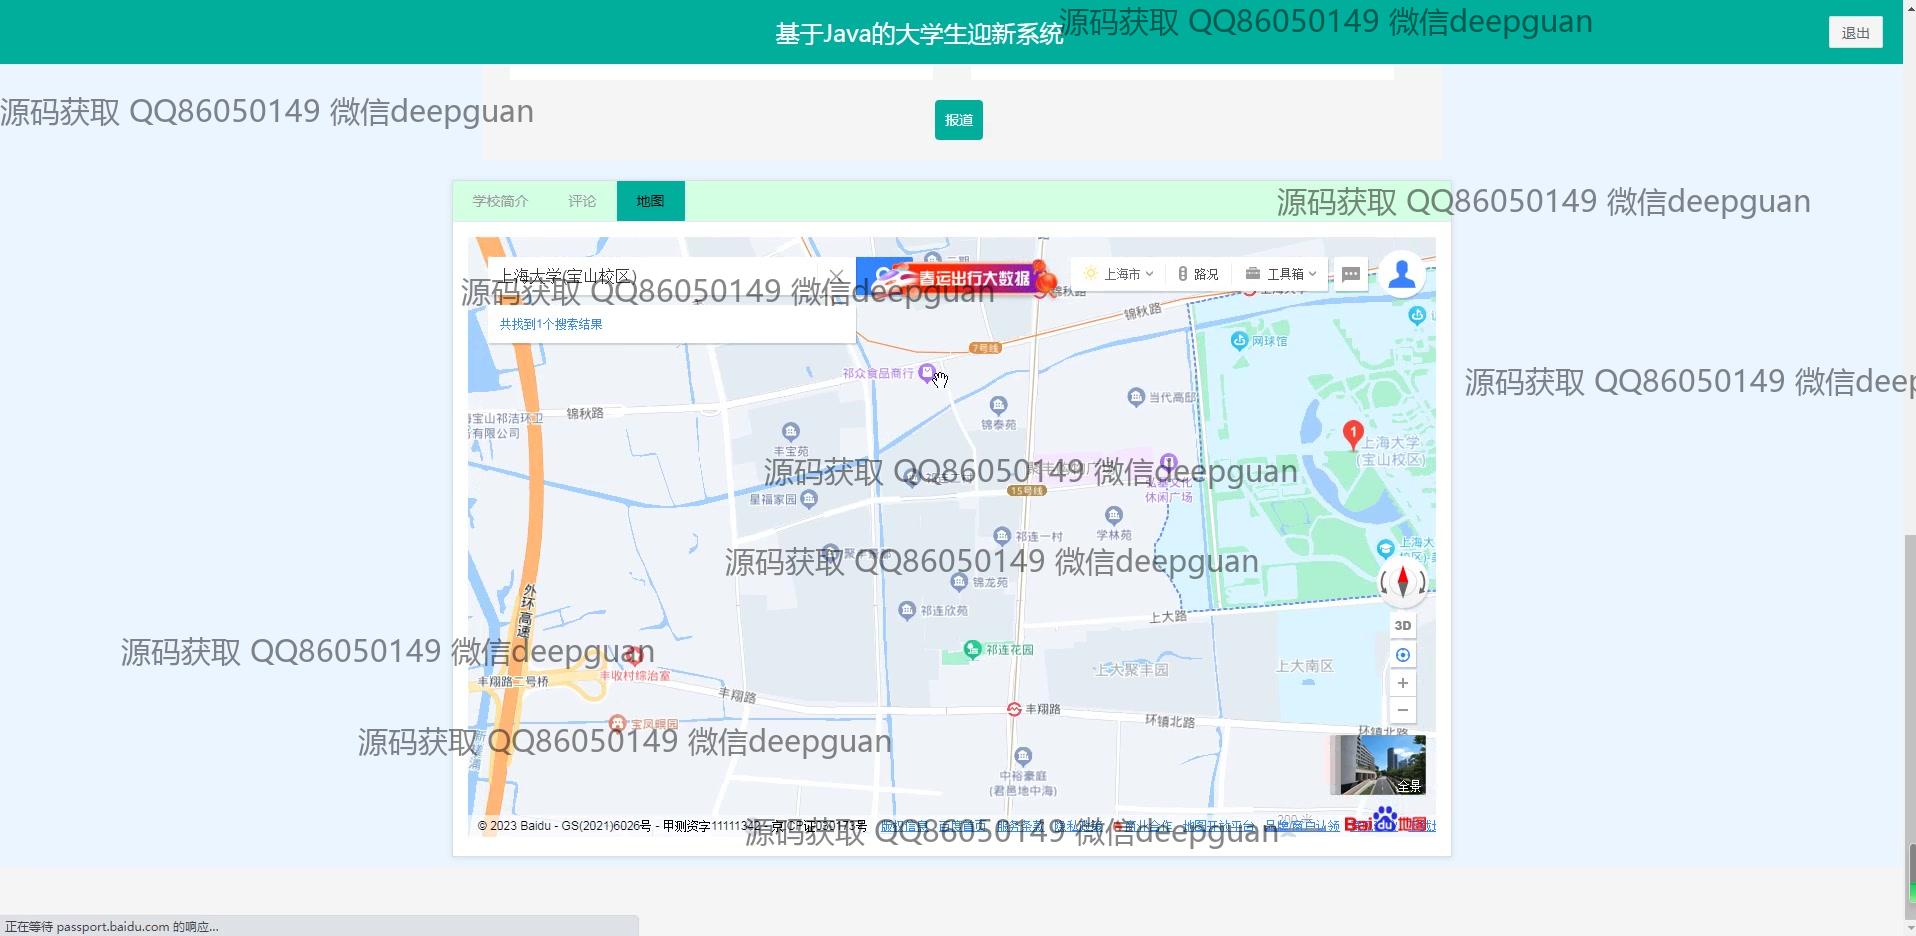 基于Java的大学生迎新系统
源码获取 QQ86050149 微信deepguan
退出
源码获取 QQ86050149 微信deepguan
报道
学校简介 评论 地图
源码获取 QQ86050149 微信deepguan
上海大学(宝山校区)
春运出行大数据
上海市 路况 工具箱
源码获取 QQ86050149 微信deepguan
锦秋路
锦秋路
共找到1个搜索结果
7号线
网球馆
祁众食品商行
源码获取 QQ86050149 微信deep
当代高邸
锦秋路
锦泰苑
丰宝苑
1
上海大学
(宝山校区)
源码获取 QQ86050149 微信deepguan
15号线
星福家园
休闲广场
学林苑
祁连一村
上海大
源码获取 QQ86050149 微信deepguan
锦龙苑
外环高速
祁连欣苑
上大路
3D
祁连花园
源码获取 QQ86050149 微信deepguan
上大聚丰园
上大南区
丰收村综治室
丰翔路二号桥
丰翔路
丰翔路
环镇北路
宝凤曌园
环镇北路
源码获取 QQ86050149 微信deepguan
中裕豪庭
(君邑地中海)
全景
© 2023 Baidu - GS(2021)6026号 - 甲测资字11111342 - 京ICP证030173号
源码获取 QQ86050149 微信deepguan
Bai du 地图
正在等待 passport.baidu.com 的响应...